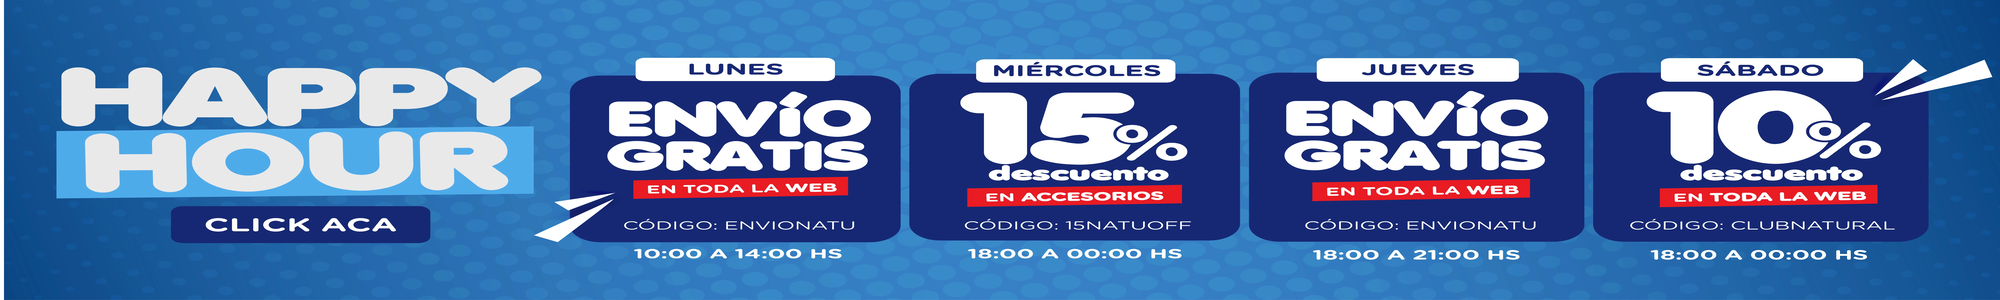 HAPPY
HOUR
CLICK ACA
LUNES
ENVÍO
GRATIS
EN TODA LA WEB
CÓDIGO: ENVIONATU
10:00 A 14:00 HS
MIÉRCOLES
15%
descuento
EN ACCESORIOS
CÓDIGO: 15NATUOFF
18:00 A 00:00 HS
JUEVES
ENVÍO
GRATIS
EN TODA LA WEB
CÓDIGO: ENVIONATU
18:00 A 21:00 HS
SÁBADO
10%
descuento
EN TODA LA WEB
CÓDIGO: CLUBNATURAL
18:00 A 00:00 HS